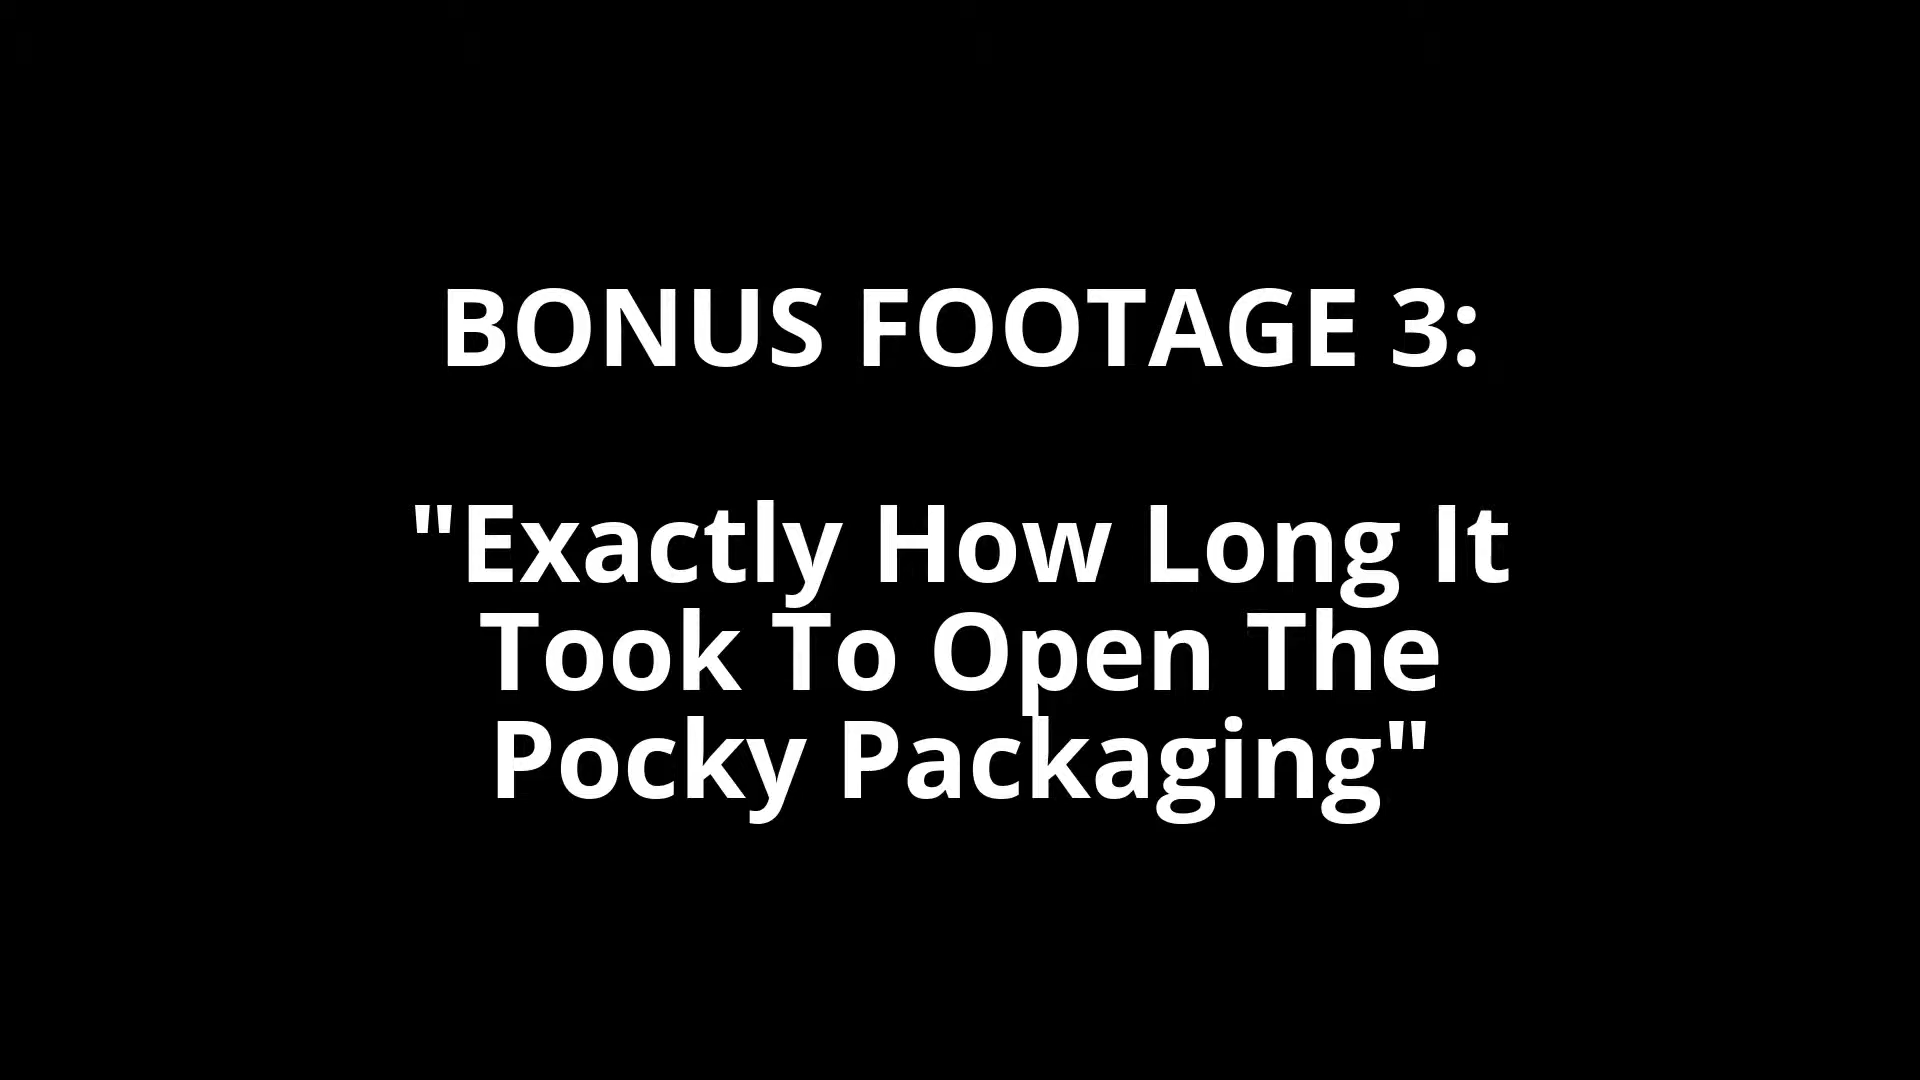 BONUS FOOTAGE 3:
"Exactly How Long It
Took To Open The
Pocky Packaging"